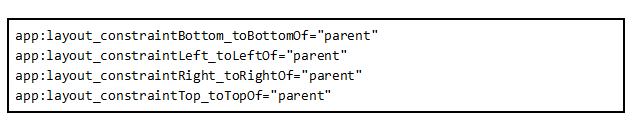 app:layout_constraintBottom_toBottomOf="parent"
app:layout_constraintLeft_toLeftOf="parent"
app:layout_constraintRight_toRightOf="parent"
app:layout_constraintTop_toTopOf="parent"